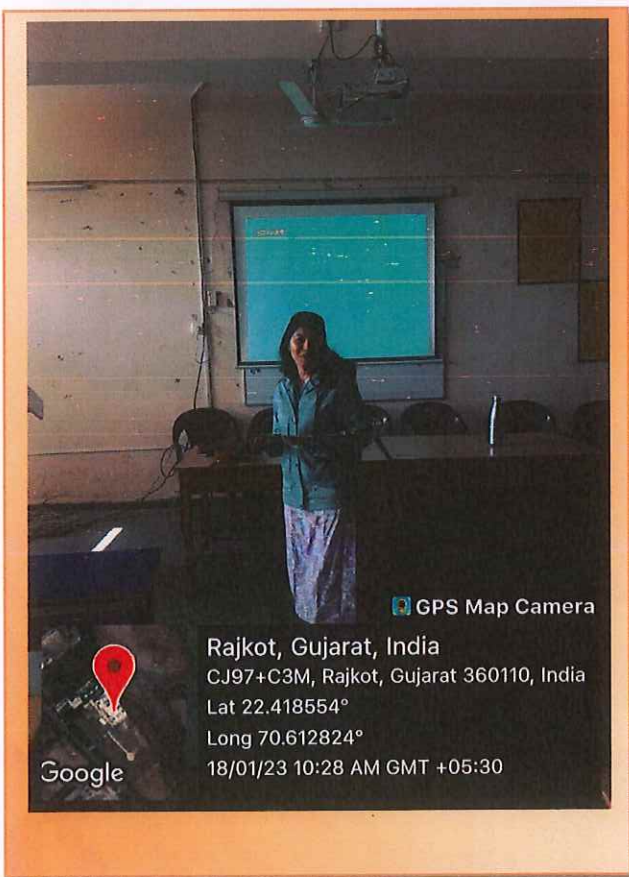 GPS Map Camera
Rajkot, Gujarat, India
CJ97+C3M, Rajkot, Gujarat 360110, India
Lat 22.418554°
Long 70.612824°
18/01/23 10:28 AM GMT +05:30
Google